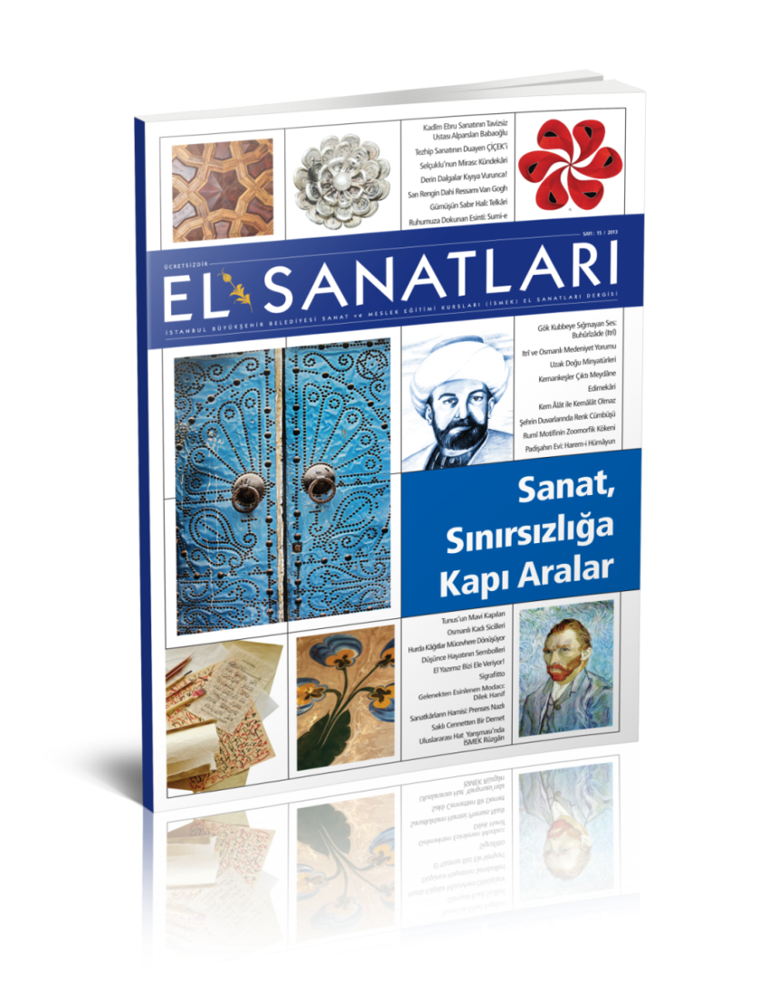 Kadîm Ebru Sanatının Tavizsiz
Ustası Alparslan Babaoğlu
Tezhip Sanatının Duayen ÇİÇEK'i
Selçuklu'nun Mirası: Kündekâri
Derin Dalgalar Kıyıya Vurunca!
Sarı Rengin Dahi Ressamı Van Gogh
Gümüşün Sabır Hali: Telkâri
Ruhumuza Dokunan Esinti: Sumi-e
ÜCRETSİZDİR
SAYI: 15 / 2013
EL SANATLARI
İSTANBUL BÜYÜKŞEHİR BELEDİYESİ SANAT ve MESLEK EĞİTİMİ KURSLARI (İSMEK) EL SANATLARI DERGİSİ
Gök Kubbeye Sığmayan Ses:
Buhûrîzâde (Itrî)
Itrî ve Osmanlı Medeniyet Yorumu
Uzak Doğu Minyatürleri
Kemankeşler Çıktı Meydâne
Edirnekâri
Kem Âlât ile Kemâlât Olmaz
Şehrin Duvarlarında Renk Cümbüşü
Rumî Motifinin Zoomorfik Kökeni
Padişahın Evi: Harem-i Hümâyun
Sanat,
Sınırsızlığa
Kapı Aralar
Tunus'un Mavi Kapıları
Osmanlı Kadı Sicilleri
Hurda Kâğıtlar Mücevhere Dönüşüyor
Düşünce Hayatının Sembolleri
El Yazımız Bizi Ele Veriyor!
Sigrafitto
Gelenekten Esinlenen Modacı:
Dilek Hanif
Sanatkârların Hamisi: Prenses Nazlı
Saklı Cennetten Bir Demet
Uluslararası Hat Yarışması'nda
İSMEK Rüzgârı